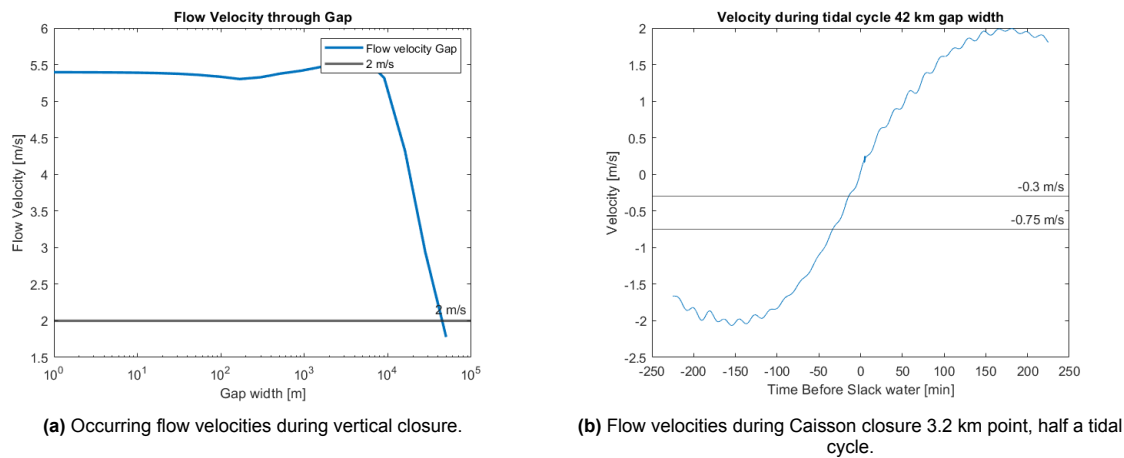 Flow Velocity through Gap
6
5.5
5
4.5
4
3.5
3
2.5
2
1.5
Flow Velocity [m/s]
Flow velocity Gap
2 m/s
2 m/s
10^0
10^1
10^2
10^3
10^4
10^5
Gap width [m]
(a) Occurring flow velocities during vertical closure.
Velocity during tidal cycle 42 km gap width
2
1.5
1
0.5
0
-0.5
-1
-1.5
-2
-2.5
Velocity [m/s]
-0.3 m/s
-0.75 m/s
-250 -200 -150 -100 -50 0 50 100 150 200 250
Time Before Slack water [min]
(b) Flow velocities during Caisson closure 3.2 km point, half a tidal
cycle.